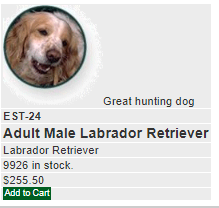 Great hunting dog
EST-24
Adult Male Labrador Retriever
Labrador Retriever
9926 in stock.
$255.50
Add to Cart